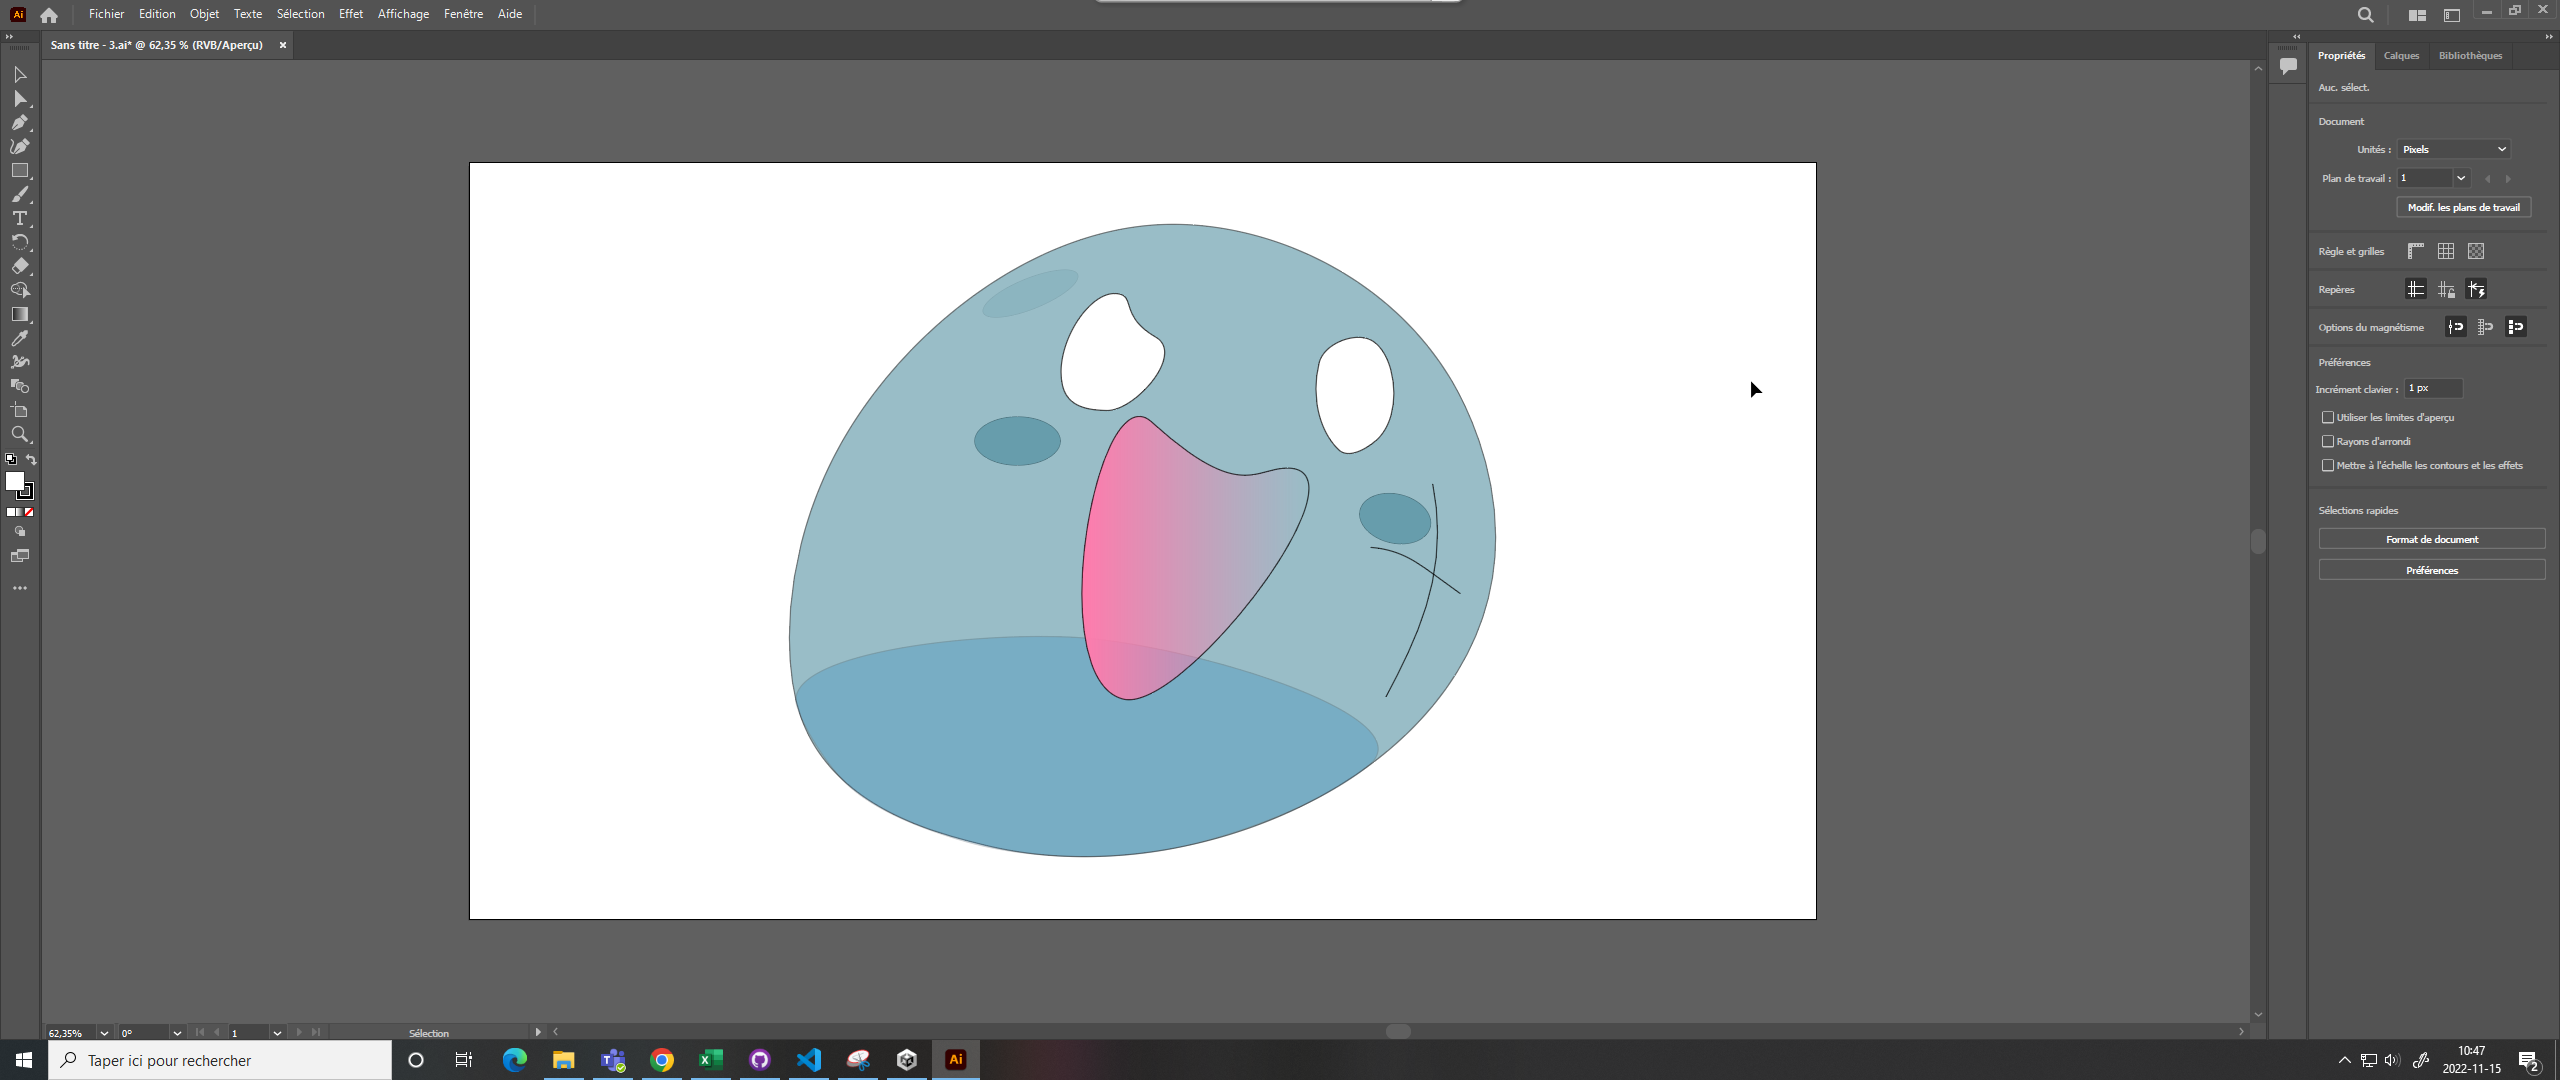 Ai
Fichier Edition Objet Texte Sélection Effet Affichage Fenêtre Aide
Sans titre - 3.ai* @ 62,35 % (RVB/Aperçu) ×
Propriétés Calques Bibliothèques
Auc. sélect.
Document
Unités : Pixels
Plan de travail : 1
Modif. les plans de travail
Règle et grilles
Repères
Options du magnétisme
Préférences
Incrément clavier : 1 px
Utiliser les limites d'aperçu
Rayons d'arrondi
Mettre à l'échelle les contours et les effets
Sélections rapides
Format de document
Préférences
62,35% 0° 1 Sélection
Taper ici pour rechercher
Ai
10:47
2022-11-15
2